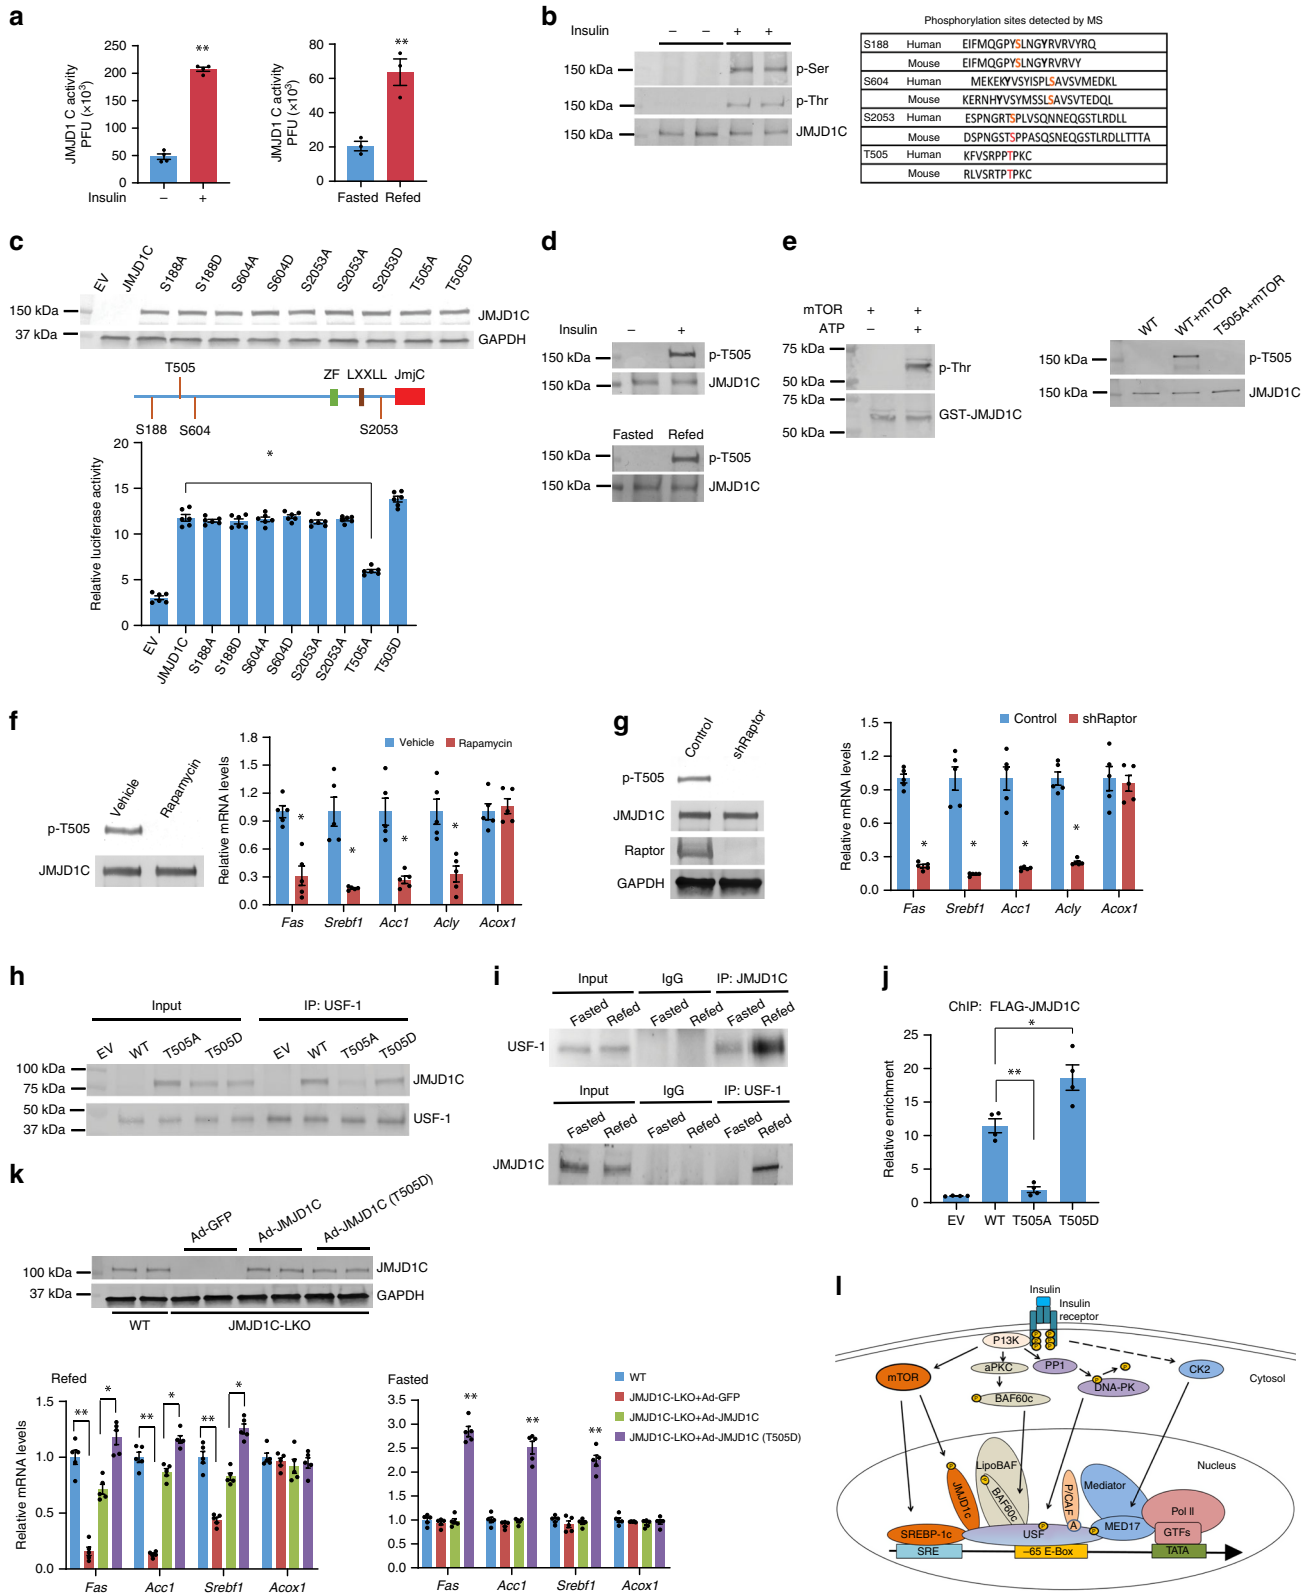 a
JMJD1 C activity
PFU (×10³)
250
200
150
100
50
0
**
Insulin
–
+
JMJD1 C activity
PFU (×10³)
80
60
40
20
0
**
Fasted
Refed
b
Insulin
– – + +
150 kDa
p-Ser
150 kDa
p-Thr
150 kDa
JMJD1C
Phosphorylation sites detected by MS
S188 Human EIFMQGPYSLNGYRVRVYRQ
Mouse EIFMQGPYSLNGYRVRVY
S604 Human MEKEKYVSYISPLSAVSVMEDKL
Mouse KERNHYVSYMSSLSAVSVTEDQL
S2053 Human ESPNGRTSPLVSQNNEQGSTLRDLL
Mouse DSPNGSTSPPASQSNEQGSTLRDLLTTTA
T505 Human KFVSRPPTPKC
Mouse RLVSRTPTPKC
c
EV JMJD1C S188A S188D S604A S604D S2053A S2053A S2053D T505A T505D
150 kDa
JMJD1C
37 kDa
GAPDH
T505
ZF LXXLL JmjC
S188
S604
S2053
Relative luciferase activity
20
15
10
5
0
*
EV JMJD1C S188A S188D S604A S604D S2053A S2053A T505A T505D
d
Insulin – +
150 kDa
p-T505
150 kDa
JMJD1C
Fasted Refed
150 kDa
p-T505
150 kDa
JMJD1C
e
mTOR + +
ATP – +
75 kDa
p-Thr
50 kDa
75 kDa
GST-JMJD1C
50 kDa
WT WT+mTOR T505A+mTOR
150 kDa
p-T505
150 kDa
JMJD1C
f
Vehicle Rapamycin
p-T505
JMJD1C
Relative mRNA levels
1.8
1.5
1.2
0.9
0.6
0.3
0.0
Vehicle Rapamycin
* * * *
Fas Srebf1 Acc1 Acly Acox1
g
Control shRaptor
p-T505
JMJD1C
Raptor
GAPDH
Relative mRNA levels
1.5
1.2
0.9
0.6
0.3
0.0
Control shRaptor
* * * *
Fas Srebf1 Acc1 Acly Acox1
h
Input IP: USF-1
EV WT T505A T505D EV WT T505A T505D
100 kDa
75 kDa
JMJD1C
50 kDa
37 kDa
USF-1
i
Input IgG IP: JMJD1C
Fasted Refed Fasted Refed Fasted Refed
USF-1
Input IgG IP: USF-1
Fasted Refed Fasted Refed Fasted Refed
JMJD1C
j
ChIP: FLAG-JMJD1C
Relative enrichment
25
20
15
10
5
0
*
**
EV WT T505A T505D
k
Ad-GFP Ad-JMJD1C Ad-JMJD1C (T505D)
100 kDa
JMJD1C
37 kDa
GAPDH
WT JMJD1C-LKO
Refed
Relative mRNA levels
1.5
1.0
0.5
0.0
** * ** * ** *
Fas Acc1 Srebf1 Acox1
Fasted
3.5
3.0
2.5
2.0
1.5
1.0
0.5
0.0
** ** **
Fas Acc1 Srebf1 Acox1
WT
JMJD1C-LKO+Ad-GFP
JMJD1C-LKO+Ad-JMJD1C
JMJD1C-LKO+Ad-JMJD1C (T505D)
l
Insulin
Insulin
receptor
P P
P P
P P
P13K
mTOR
aPKC
PP1
P
CK2
P
BAF60c
P
DNA-PK
Cytosol
Nucleus
P
JMJD1c
LipoBAF
P
BAF60c
P/CAF
A
Mediator
Pol II
SREBP-1c
USF
P
P
MED17
GTFs
SRE
–65 E-Box
TATA